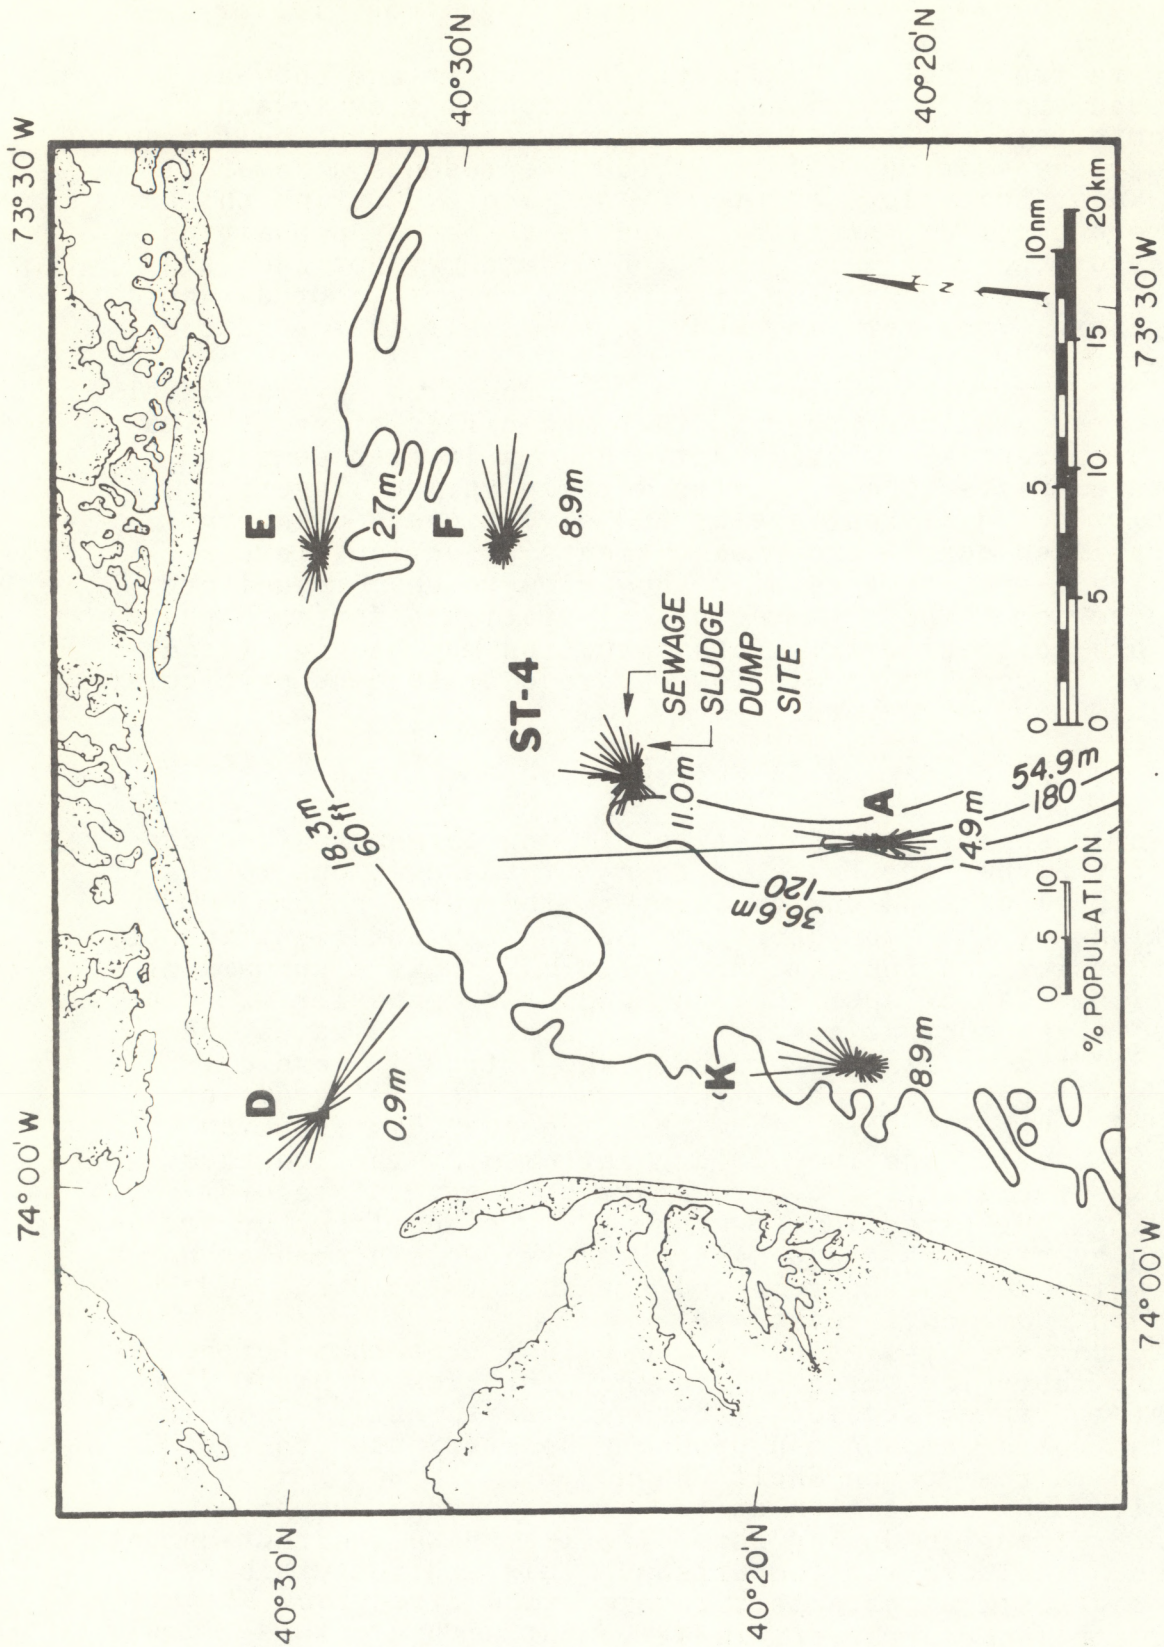 73° 30' W
74° 00' W
40° 30' N
40° 20' N
40° 30' N
40° 20' N
73° 30' W
74° 00' W
D
0.9m
E
2.7m
F
8.9m
18.3m
60 ft
ST-4
SEWAGE
SLUDGE
DUMP
SITE
11.0m
A
14.9m
36.6m
120
54.9m
180
K
8.9m
N
0 5 10nm
0 5 10 15 20km
0 5 10
% POPULATION